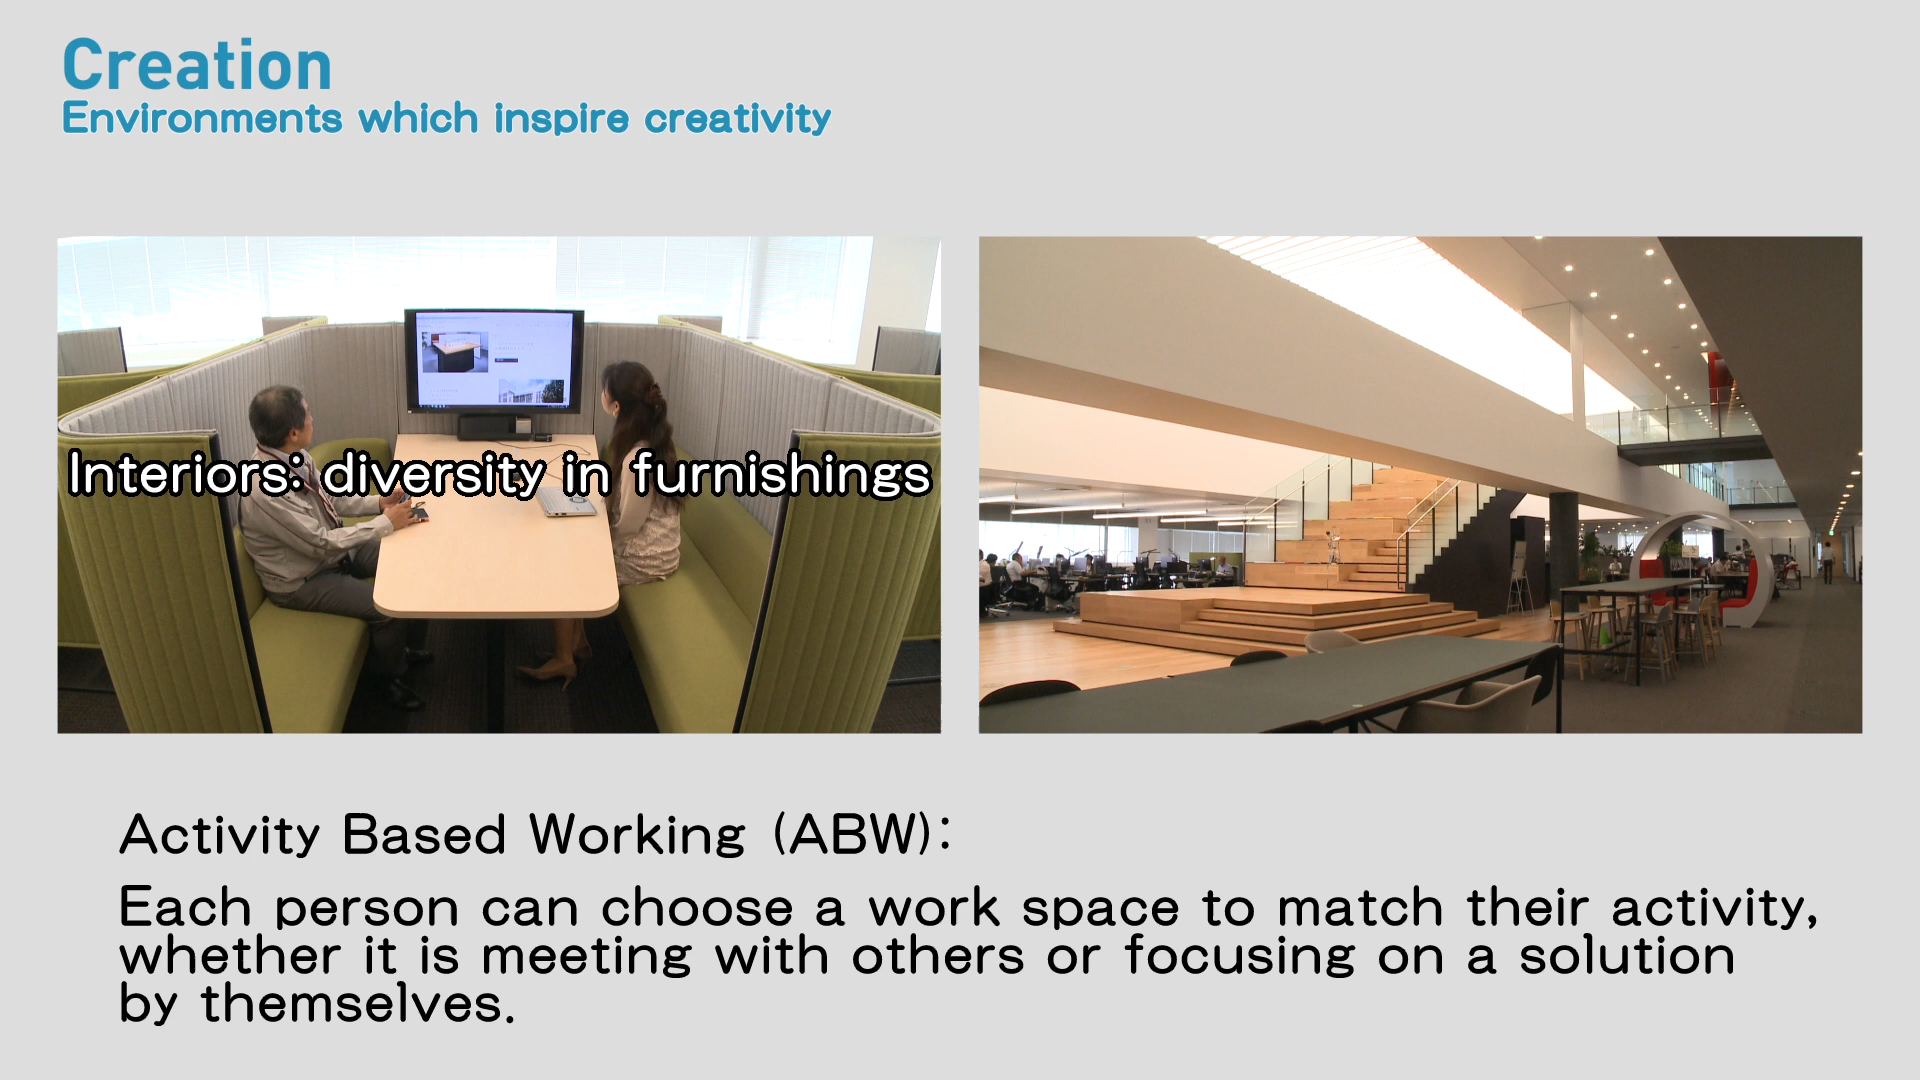 Creation
Environments which inspire creativity
Interiors: diversity in furnishings
Activity Based Working (ABW):
Each person can choose a work space to match their activity,
whether it is meeting with others or focusing on a solution
by themselves.